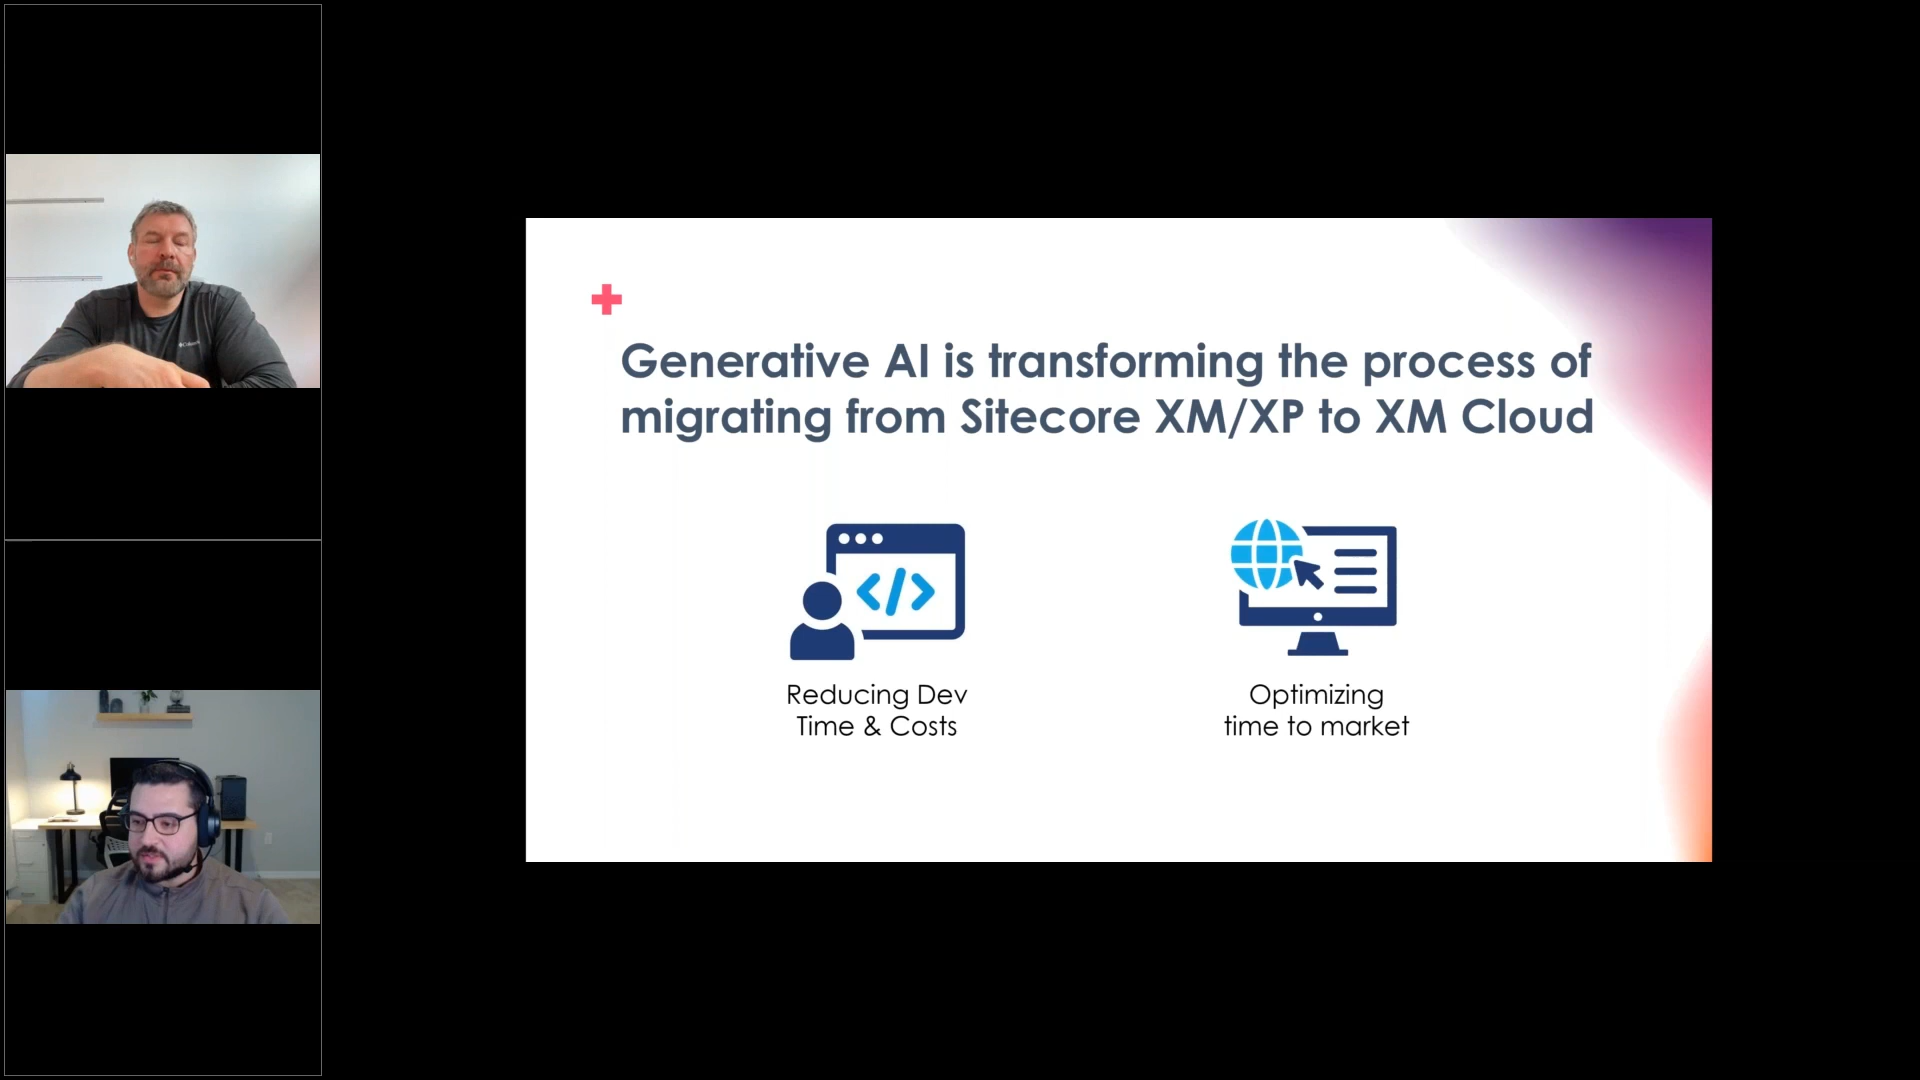 Generative AI is transforming the process of
migrating from Sitecore XM/XP to XM Cloud
</>
Reducing Dev
Time & Costs
Optimizing
time to market